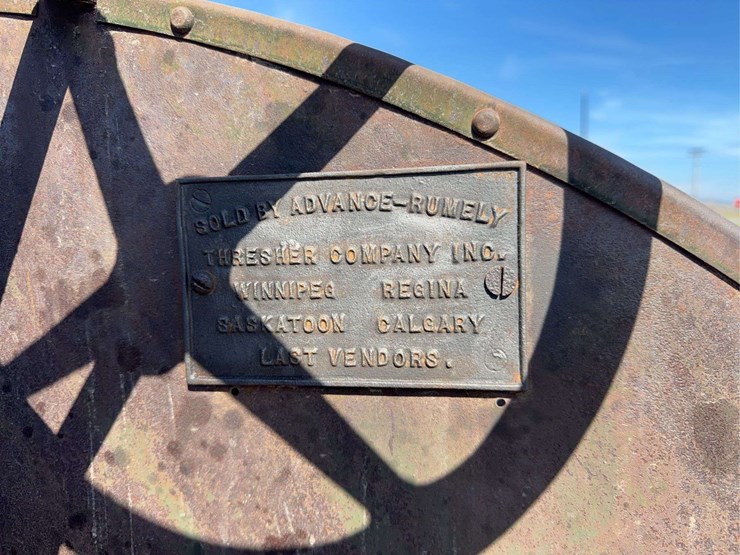 SOLD BY ADVANCE-RUMELY
THRESHER COMPANY INC.
WINNIPEG REGINA
SASKATOON CALGARY
LAST VENDORS.